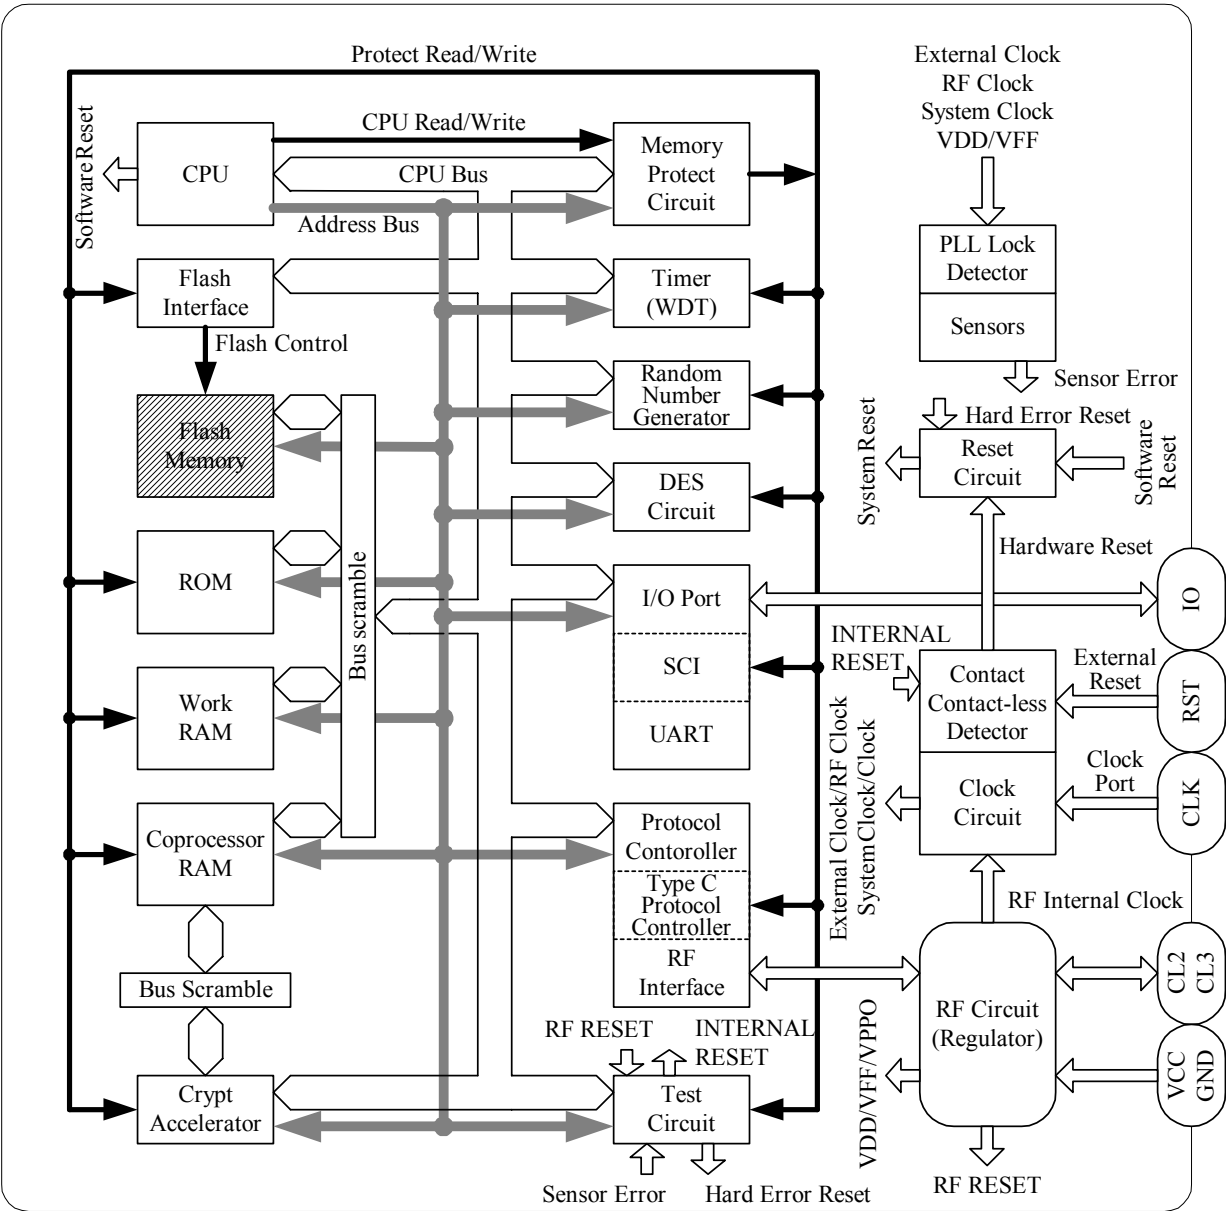 Protect Read/Write
External Clock
RF Clock
System Clock
VDD/VFF
Software Reset
CPU
CPU Read/Write
CPU Bus
Address Bus
Memory
Protect
Circuit
PLL Lock
Detector
Sensors
Sensor Error
Flash
Interface
Flash Control
Timer
(WDT)
Flash
Memory
Random
Number
Generator
System Reset
Hard Error Reset
Reset
Circuit
Software
Reset
DES
Circuit
Hardware Reset
ROM
Bus scramble
I/O Port
SCI
UART
IO
INTERNAL
RESET
Contact
Contact-less
Detector
External
Reset
RST
Work
RAM
External Clock/RF Clock
System Clock/Clock
Clock
Circuit
Clock
Port
CLK
Coprocessor
RAM
Protocol
Contoroller
Type C
Protocol
Controller
RF
Interface
RF Internal Clock
Bus Scramble
RF Circuit
(Regulator)
CL2
CL3
VDD/VFF/VPPO
VCC
GND
RF RESET
INTERNAL
RESET
Crypt
Accelerator
Test
Circuit
Sensor Error
Hard Error Reset
RF RESET